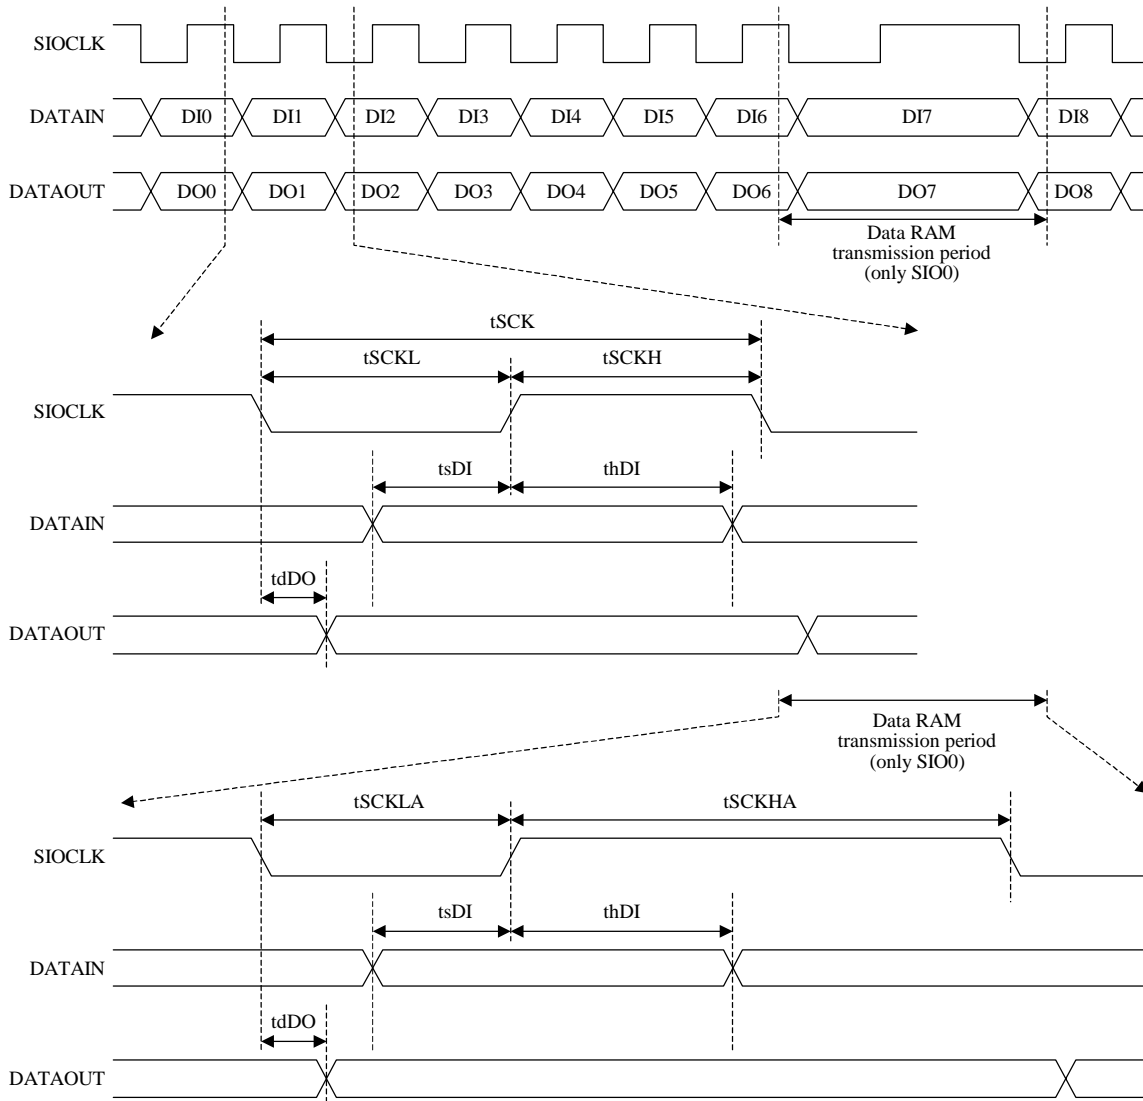 SIOCLK
DATAIN DI0 DI1 DI2 DI3 DI4 DI5 DI6 DI7 DI8
DATAOUT DO0 DO1 DO2 DO3 DO4 DO5 DO6 DO7 DO8
Data RAM
transmission period
(only SIO0)
tSCK
tSCKL tSCKH
SIOCLK
tsDI thDI
DATAIN
tdDO
DATAOUT
Data RAM
transmission period
(only SIO0)
tSCKLA tSCKHA
SIOCLK
tsDI thDI
DATAIN
tdDO
DATAOUT